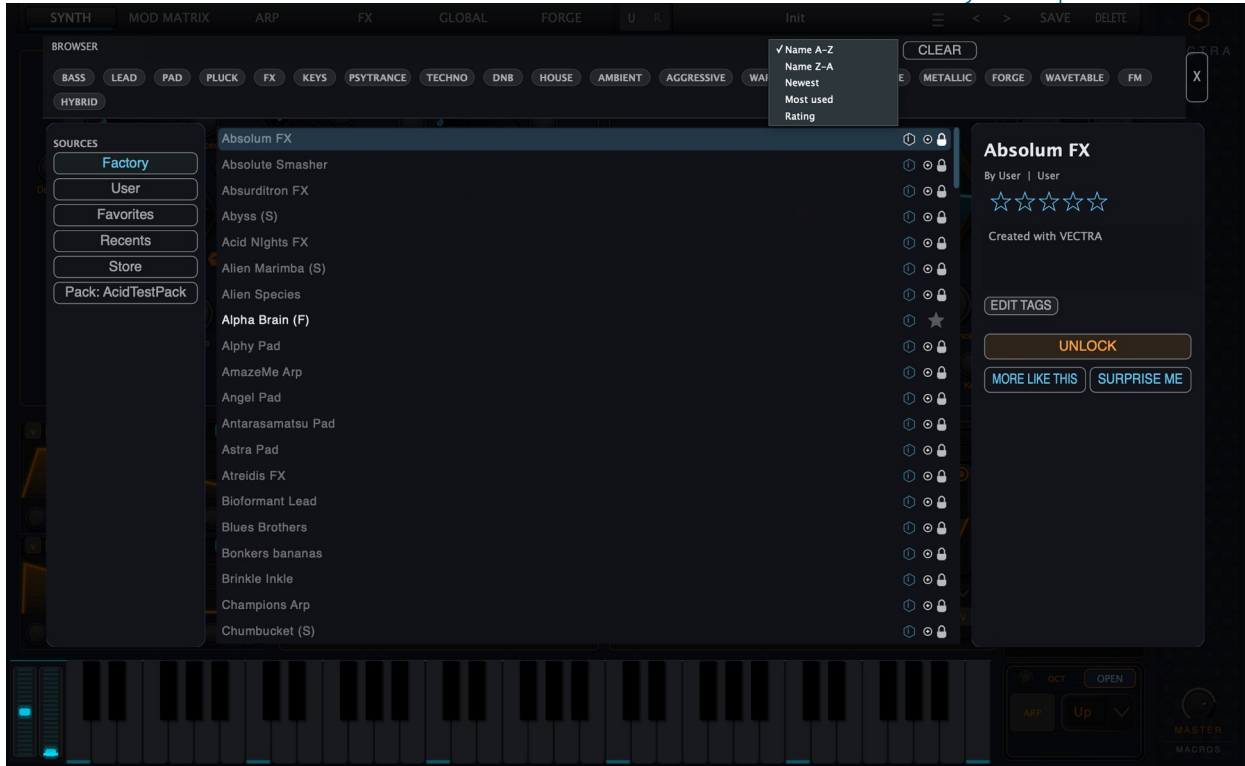 SYNTH MOD MATRIX ARP FX GLOBAL FORGE U R Init < > SAVE DELETE
BROWSER
✓ Name A-Z
Name Z-A
Newest
Most used
Rating
CLEAR
BASS LEAD PAD PLUCK FX KEYS PSYTRANCE TECHNO DNB HOUSE AMBIENT AGGRESSIVE METALLIC FORGE WAVETABLE FM X
HYBRID
SOURCES
Factory
User
Favorites
Recents
Store
Pack: AcidTestPack
Absolum FX
Absolute Smasher
Absurditron FX
Abyss (S)
Acid NIghts FX
Alien Marimba (S)
Alien Species
Alpha Brain (F)
Alphy Pad
AmazeMe Arp
Angel Pad
Antarasamatsu Pad
Astra Pad
Atreidis FX
Bioformant Lead
Blues Brothers
Bonkers bananas
Brinkle Inkle
Champions Arp
Chumbucket (S)
Absolum FX
By User | User
Created with VECTRA
EDIT TAGS
UNLOCK
MORE LIKE THIS SURPRISE ME
OCT OPEN
ARP Up
MASTER
MACROS